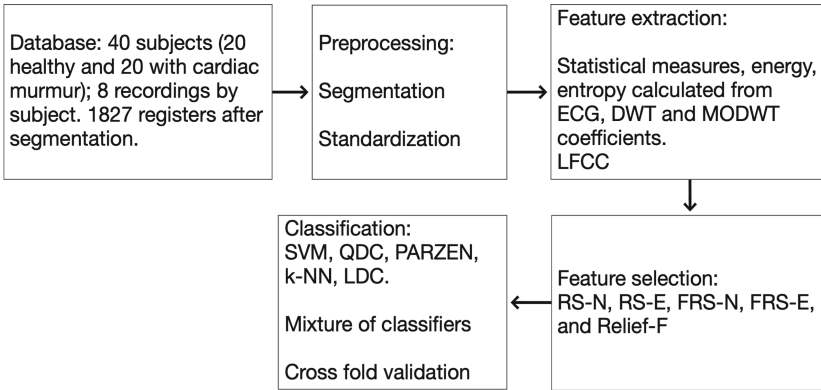 Database: 40 subjects (20
healthy and 20 with cardiac
murmur); 8 recordings by
subject. 1827 registers after
segmentation.
Preprocessing:
Segmentation
Standardization
Feature extraction:
Statistical measures, energy,
entropy calculated from
ECG, DWT and MODWT
coefficients.
LFCC
Feature selection:
RS-N, RS-E, FRS-N, FRS-E,
and Relief-F
Classification:
SVM, QDC, PARZEN,
k-NN, LDC.
Mixture of classifiers
Cross fold validation